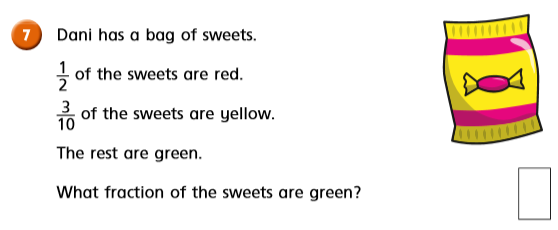 7 Dani has a bag of sweets.
1/2 of the sweets are red.
3/10 of the sweets are yellow.
The rest are green.
What fraction of the sweets are green?